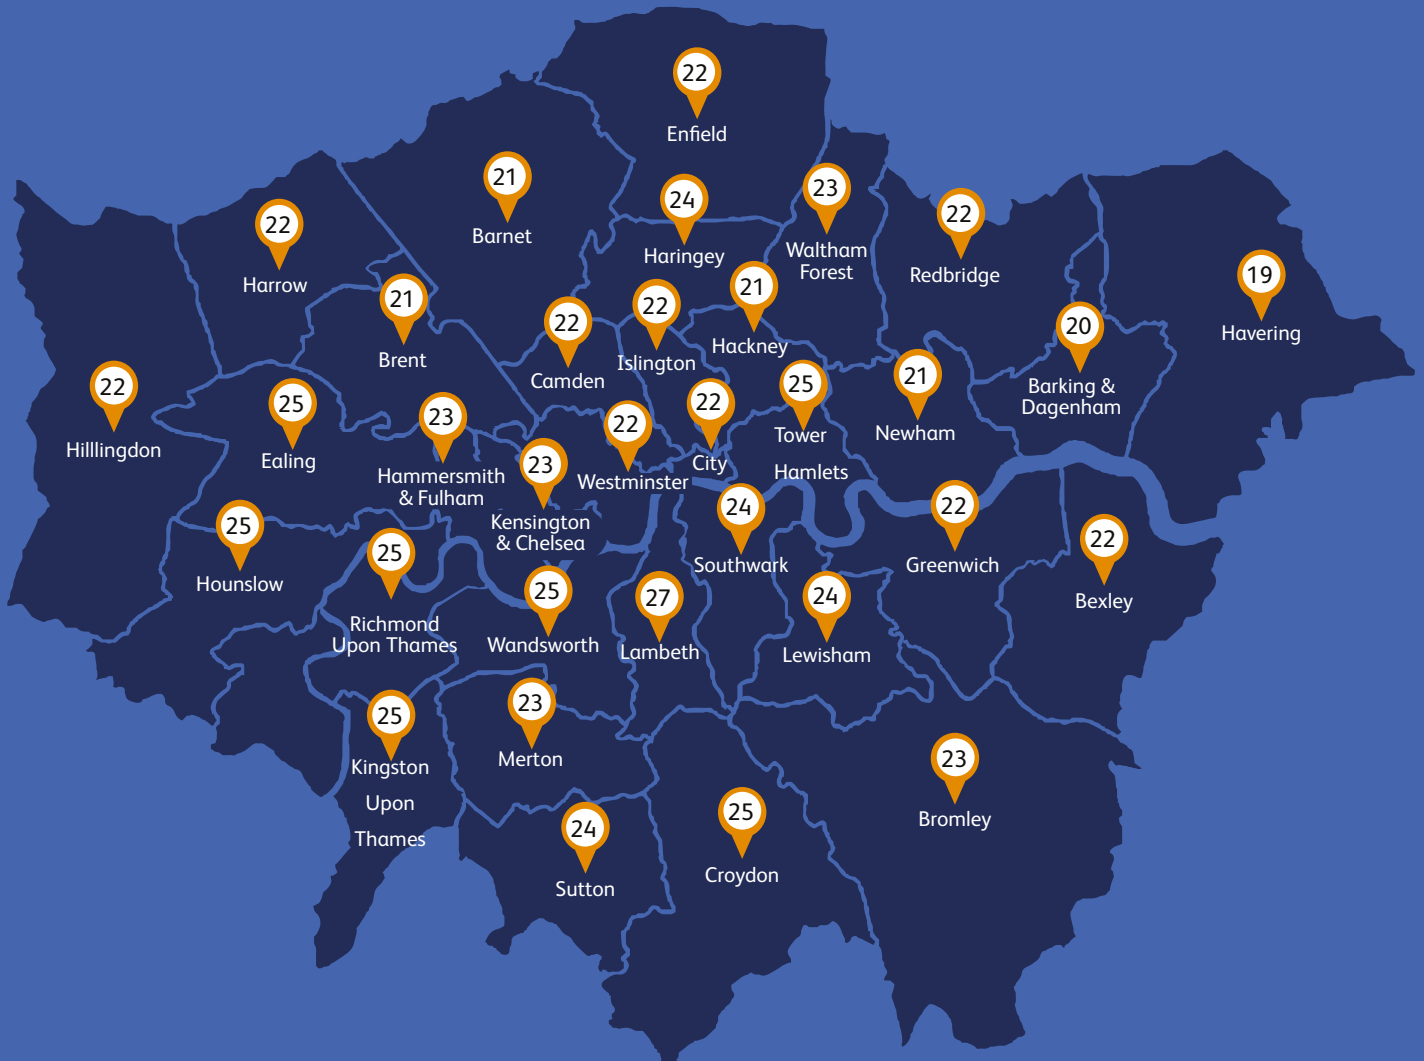 22
Enfield
21
Barnet
24
Haringey
23
Waltham
Forest
22
Redbridge
22
Harrow
19
Havering
21
Brent
22
Camden
22
Islington
21
Hackney
20
Barking &
Dagenham
22
Hilllingdon
25
Ealing
23
Hammersmith
& Fulham
23
Kensington
& Chelsea
22
Westminster
22
City
25
Tower
Hamlets
21
Newham
25
Hounslow
25
Richmond
Upon Thames
25
Wandsworth
27
Lambeth
24
Southwark
24
Lewisham
22
Greenwich
22
Bexley
25
Kingston
Upon
Thames
23
Merton
24
Sutton
25
Croydon
23
Bromley